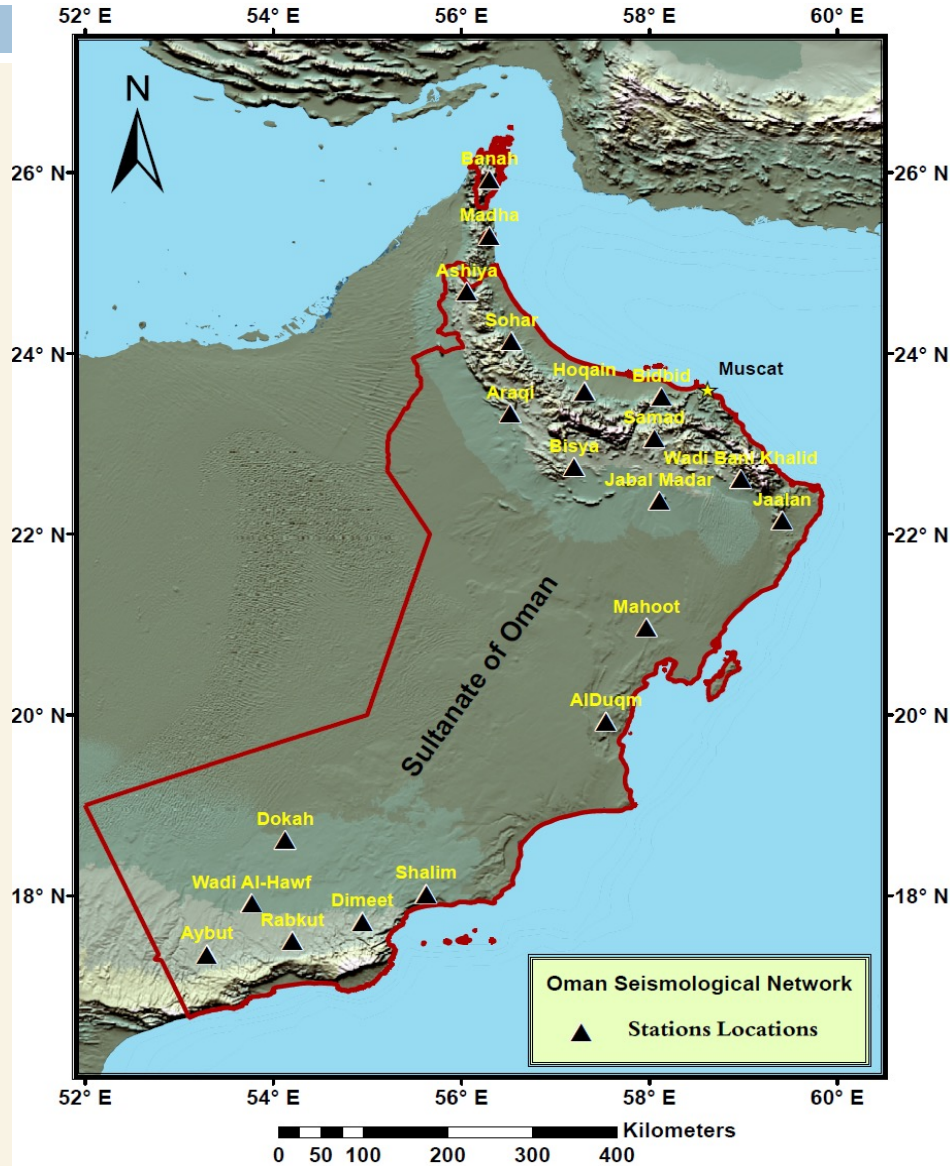 52° E 54° E 56° E 58° E 60° E
N
26° N 26° N
Banah
Madha
Ashiya
Sohar
24° N 24° N
Hoqain Bidbid Muscat
Araqi
Samad
Bisya Wadi Bani Khalid
Jabal Madar
Jaalan
22° N 22° N
Mahoot
Sultanate of Oman
AlDuqm
20° N 20° N
Dokah
Shalim
Wadi Al-Hawf
18° N 18° N
Dimeet
Rabkut
Aybut
Oman Seismological Network
Stations Locations
52° E 54° E 56° E 58° E 60° E
Kilometers
0 50 100 200 300 400